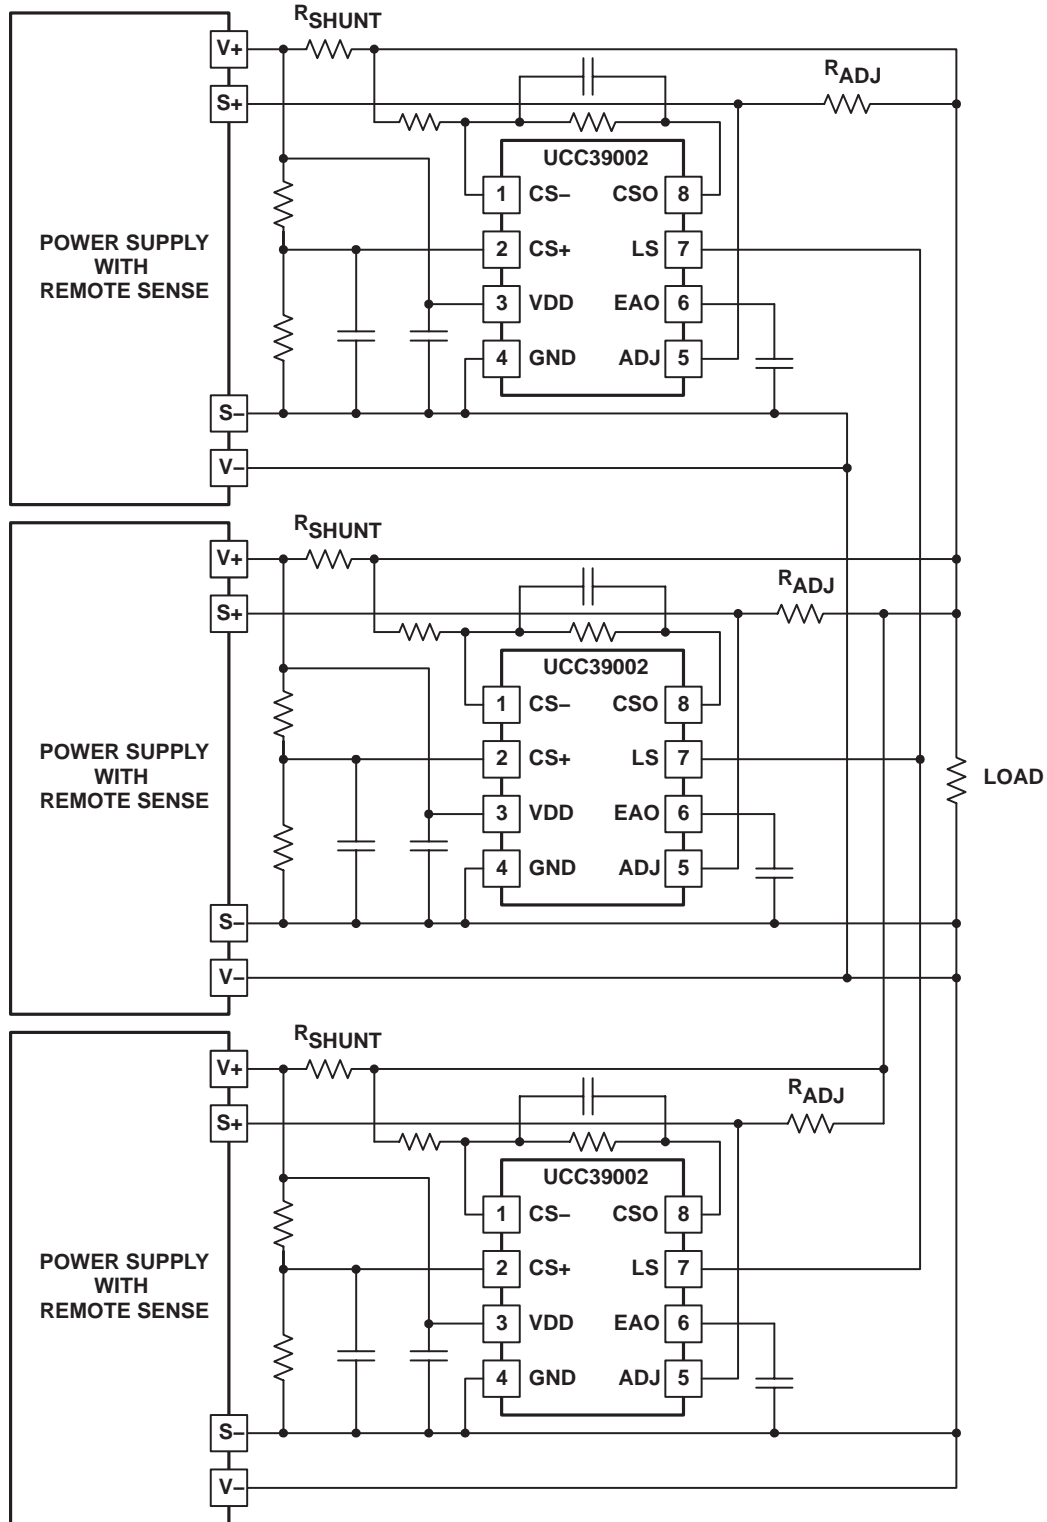 RSHUNT
V+
RADJ
S+
UCC39002
1 CS– CSO 8
POWER SUPPLY
WITH
REMOTE SENSE
2 CS+ LS 7
3 VDD EAO 6
4 GND ADJ 5
S–
V–
RSHUNT
V+
RADJ
S+
UCC39002
1 CS– CSO 8
POWER SUPPLY
WITH
REMOTE SENSE
2 CS+ LS 7
LOAD
3 VDD EAO 6
4 GND ADJ 5
S–
V–
RSHUNT
V+
RADJ
S+
UCC39002
1 CS– CSO 8
POWER SUPPLY
WITH
REMOTE SENSE
2 CS+ LS 7
3 VDD EAO 6
4 GND ADJ 5
S–
V–